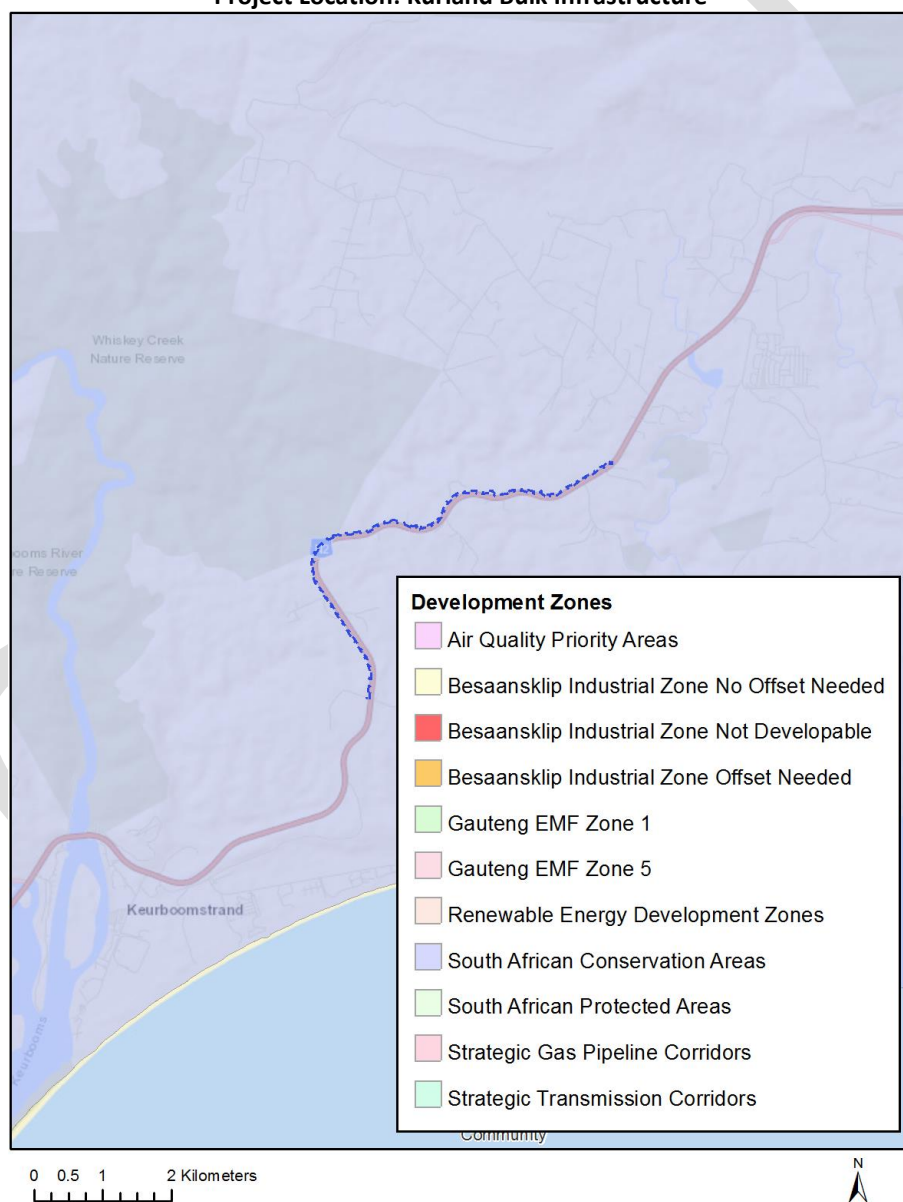 Project Location: Kurland Bulk Infrastructure
Whiskey Creek
Nature Reserve
ooms River
re Reserve
N2
Keurboomstrand
Keurbooms
Development Zones
Air Quality Priority Areas
Besaansklip Industrial Zone No Offset Needed
Besaansklip Industrial Zone Not Developable
Besaansklip Industrial Zone Offset Needed
Gauteng EMF Zone 1
Gauteng EMF Zone 5
Renewable Energy Development Zones
South African Conservation Areas
South African Protected Areas
Strategic Gas Pipeline Corridors
Strategic Transmission Corridors
Community
0 0.5 1 2 Kilometers
N